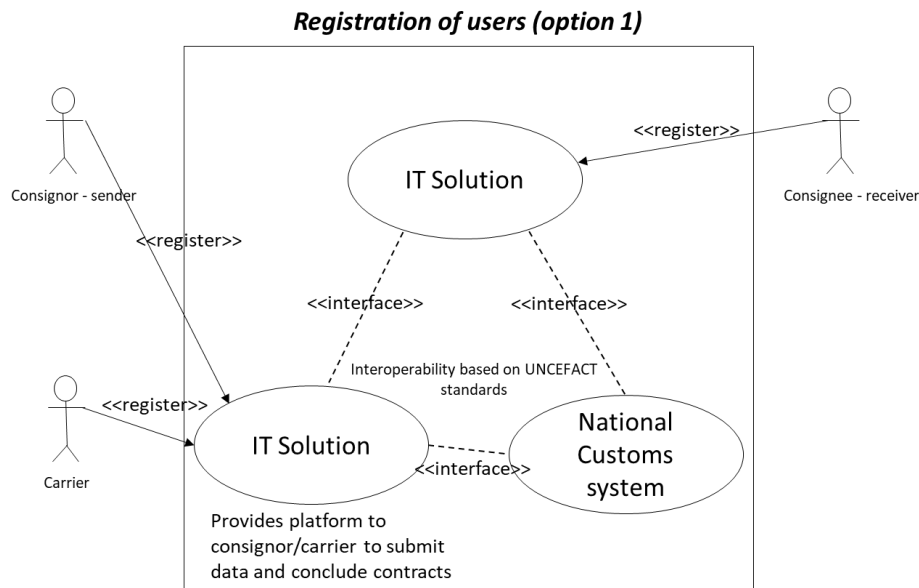 Registration of users (option 1)
<<register>>
IT Solution
Consignor - sender
Consignee - receiver
<<register>>
<<interface>>
<<interface>>
Interoperability based on UNCEFACT
standards
<<register>>
IT Solution
National
Customs
system
<<interface>>
Carrier
Provides platform to
consignor/carrier to submit
data and conclude contracts